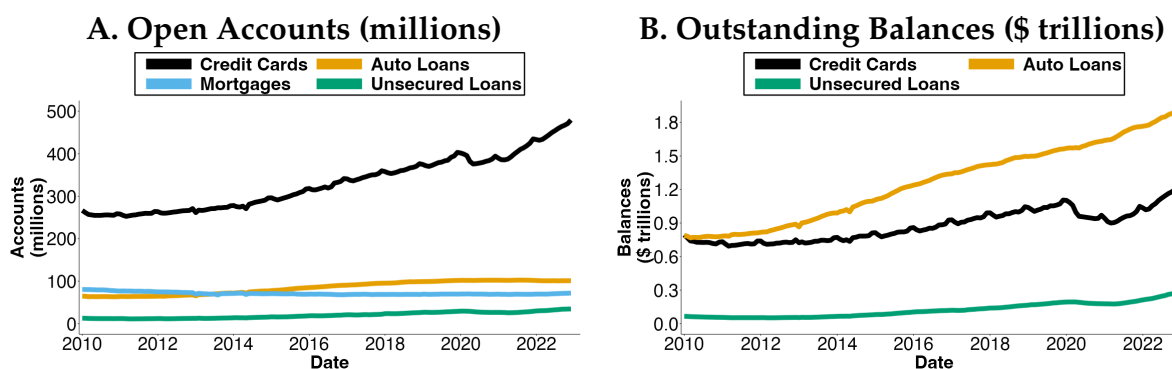 A. Open Accounts (millions)
Credit Cards Auto Loans
Mortgages Unsecured Loans
500
400
300
200
100
0
Accounts
(millions)
2010 2012 2014 2016 2018 2020 2022
Date
B. Outstanding Balances ($ trillions)
Credit Cards Auto Loans
Unsecured Loans
1.8
1.5
1.2
0.9
0.6
0.3
0.0
Balances
($ trillions)
2010 2012 2014 2016 2018 2020 2022
Date